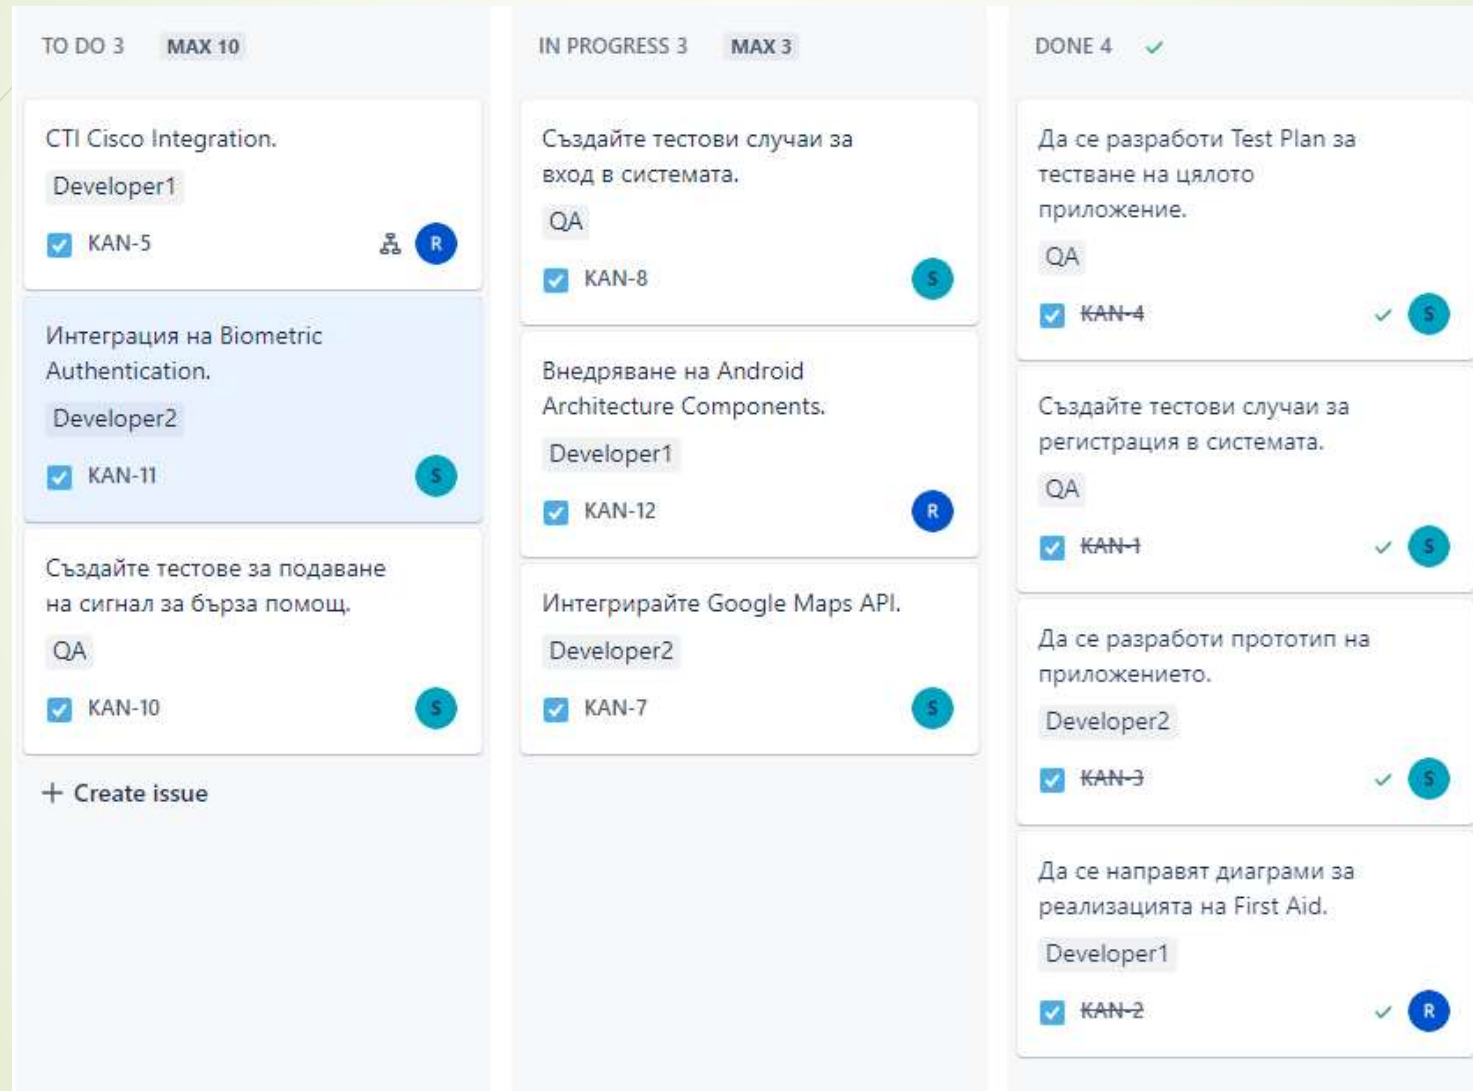 TO DO 3 MAX 10
CTI Cisco Integration.
Developer1
KAN-5 R
Интеграция на Biometric
Authentication.
Developer2
KAN-11 S
Създайте тестове за подаване
на сигнал за бърза помощ.
QA
KAN-10 S
+ Create issue
IN PROGRESS 3 MAX 3
Създайте тестови случаи за
вход в системата.
QA
KAN-8 S
Внедряване на Android
Architecture Components.
Developer1
KAN-12 R
Интегрирайте Google Maps API.
Developer2
KAN-7 S
DONE 4
Да се разработи Test Plan за
тестване на цялото
приложение.
QA
KAN-4 S
Създайте тестови случаи за
регистрация в системата.
QA
KAN-1 S
Да се разработи прототип на
приложението.
Developer2
KAN-3 S
Да се направят диаграми за
реализацията на First Aid.
Developer1
KAN-2 R